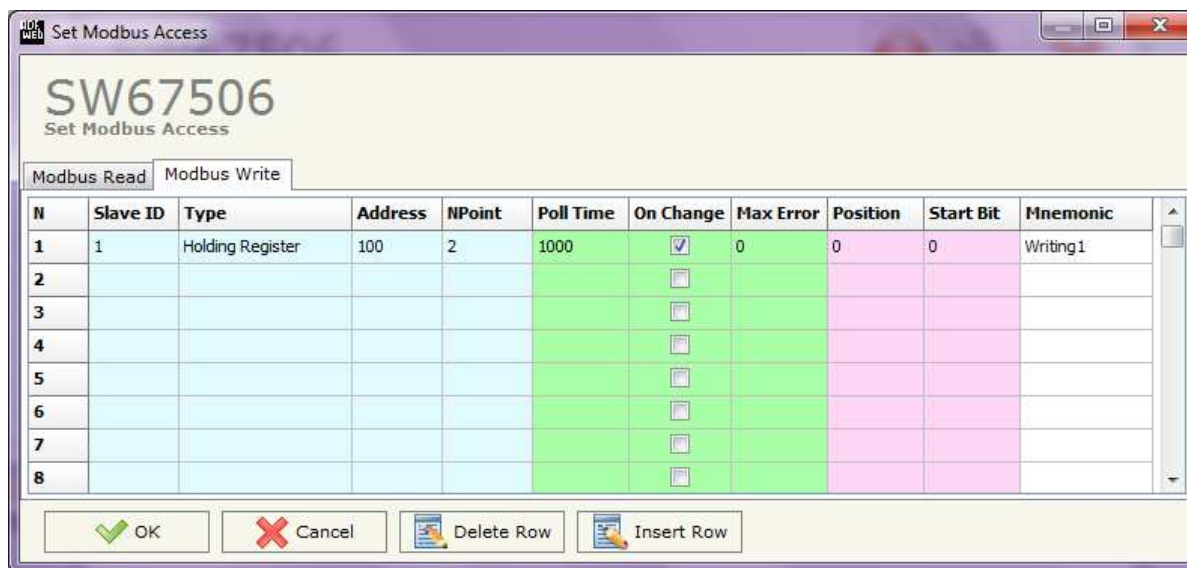 ADF WEB Set Modbus Access
SW67506
Set Modbus Access
Modbus Read Modbus Write
N Slave ID Type Address NPoint Poll Time On Change Max Error Position Start Bit Mnemonic
1 1 Holding Register 100 2 1000 0 0 0 Writing1
2
3
4
5
6
7
8
OK Cancel Delete Row Insert Row